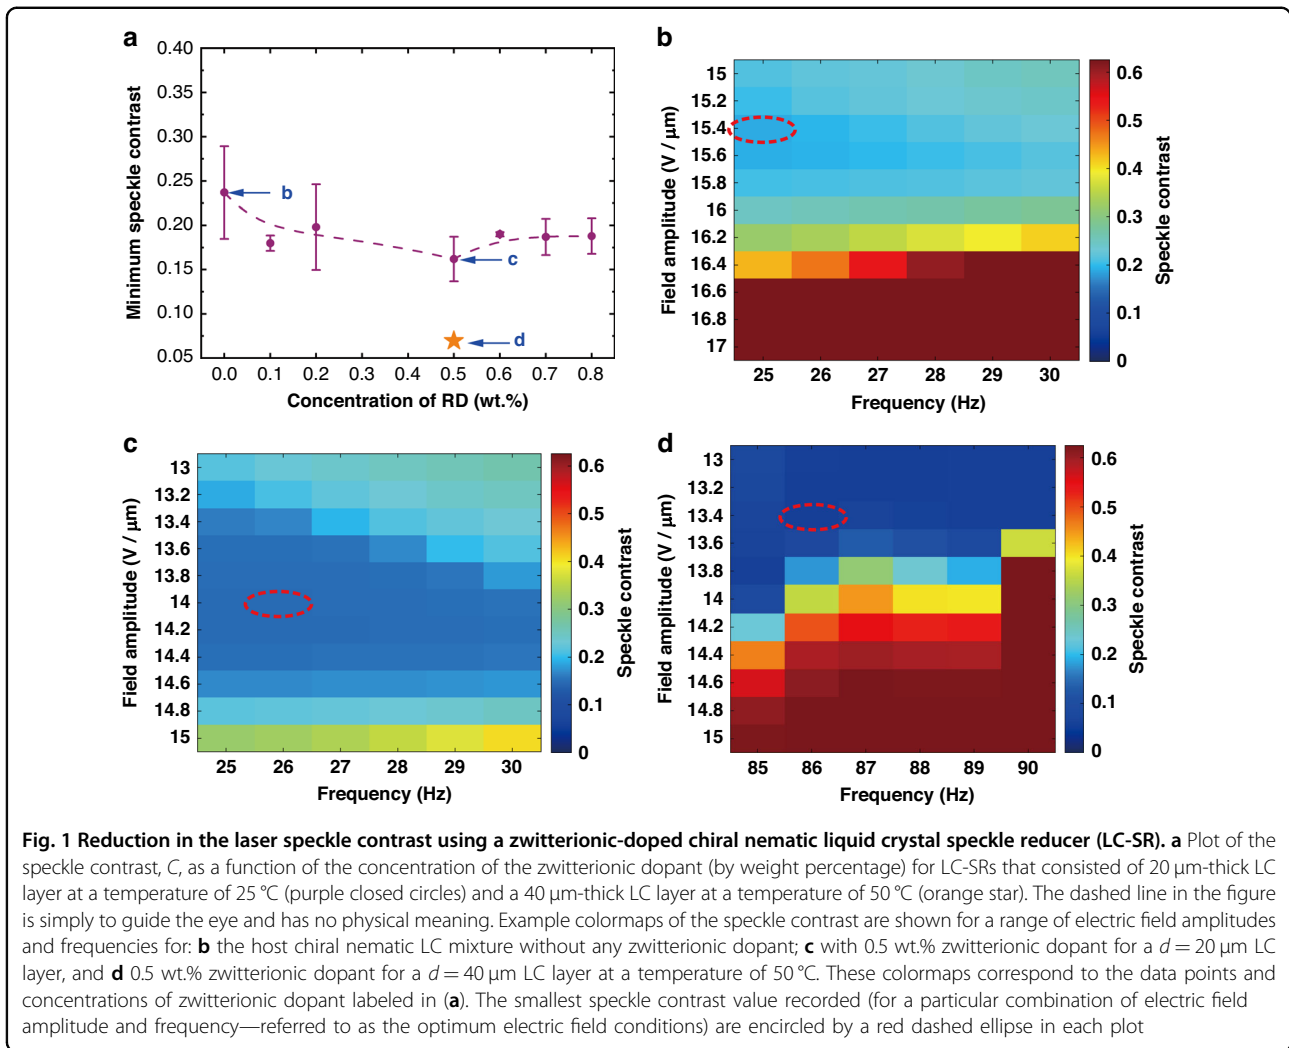 a
0.40
0.35
0.30
0.25
0.20
0.15
0.10
0.05
Minimum speckle contrast
b
c
d
0.0 0.1 0.2 0.3 0.4 0.5 0.6 0.7 0.8
Concentration of RD (wt.%)
b
15
15.2
15.4
15.6
15.8
16
16.2
16.4
16.6
16.8
17
Field amplitude (V / μm)
25 26 27 28 29 30
Frequency (Hz)
0.6
0.5
0.4
0.3
0.2
0.1
0
Speckle contrast
c
13
13.2
13.4
13.6
13.8
14
14.2
14.4
14.6
14.8
15
Field amplitude (V / μm)
25 26 27 28 29 30
Frequency (Hz)
0.6
0.5
0.4
0.3
0.2
0.1
0
Speckle contrast
d
13
13.2
13.4
13.6
13.8
14
14.2
14.4
14.6
14.8
15
Field amplitude (V / μm)
85 86 87 88 89 90
Frequency (Hz)
0.6
0.5
0.4
0.3
0.2
0.1
0
Speckle contrast
Fig. 1 Reduction in the laser speckle contrast using a zwitterionic-doped chiral nematic liquid crystal speckle reducer (LC-SR). a Plot of the
speckle contrast, C, as a function of the concentration of the zwitterionic dopant (by weight percentage) for LC-SRs that consisted of 20 μm-thick LC
layer at a temperature of 25 °C (purple closed circles) and a 40 μm-thick LC layer at a temperature of 50 °C (orange star). The dashed line in the figure
is simply to guide the eye and has no physical meaning. Example colormaps of the speckle contrast are shown for a range of electric field amplitudes
and frequencies for: b the host chiral nematic LC mixture without any zwitterionic dopant; c with 0.5 wt.% zwitterionic dopant for a d = 20 μm LC
layer, and d 0.5 wt.% zwitterionic dopant for a d = 40 μm LC layer at a temperature of 50 °C. These colormaps correspond to the data points and
concentrations of zwitterionic dopant labeled in (a). The smallest speckle contrast value recorded (for a particular combination of electric field
amplitude and frequency—referred to as the optimum electric field conditions) are encircled by a red dashed ellipse in each plot